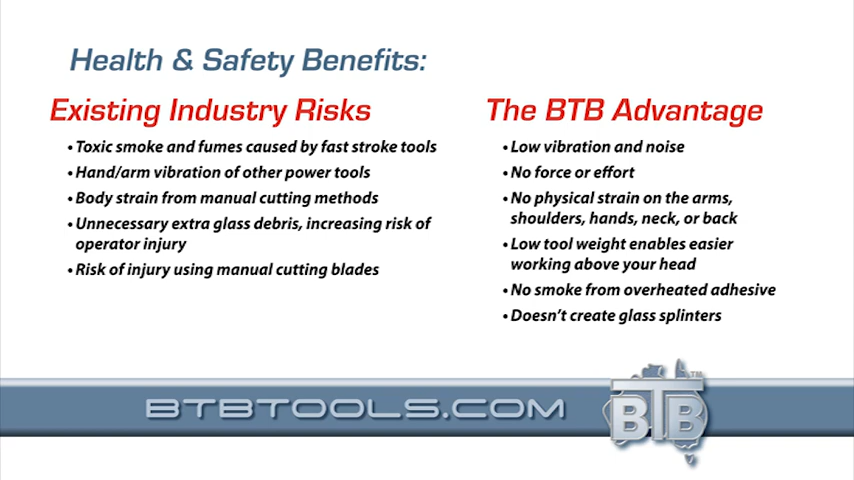 Health & Safety Benefits:
Existing Industry Risks
• Toxic smoke and fumes caused by fast stroke tools
• Hand/arm vibration of other power tools
• Body strain from manual cutting methods
• Unnecessary extra glass debris, increasing risk of
operator injury
• Risk of injury using manual cutting blades
The BTB Advantage
• Low vibration and noise
• No force or effort
• No physical strain on the arms,
shoulders, hands, neck, or back
• Low tool weight enables easier
working above your head
• No smoke from overheated adhesive
• Doesn't create glass splinters
BTBTOOLS.COM
BTB™